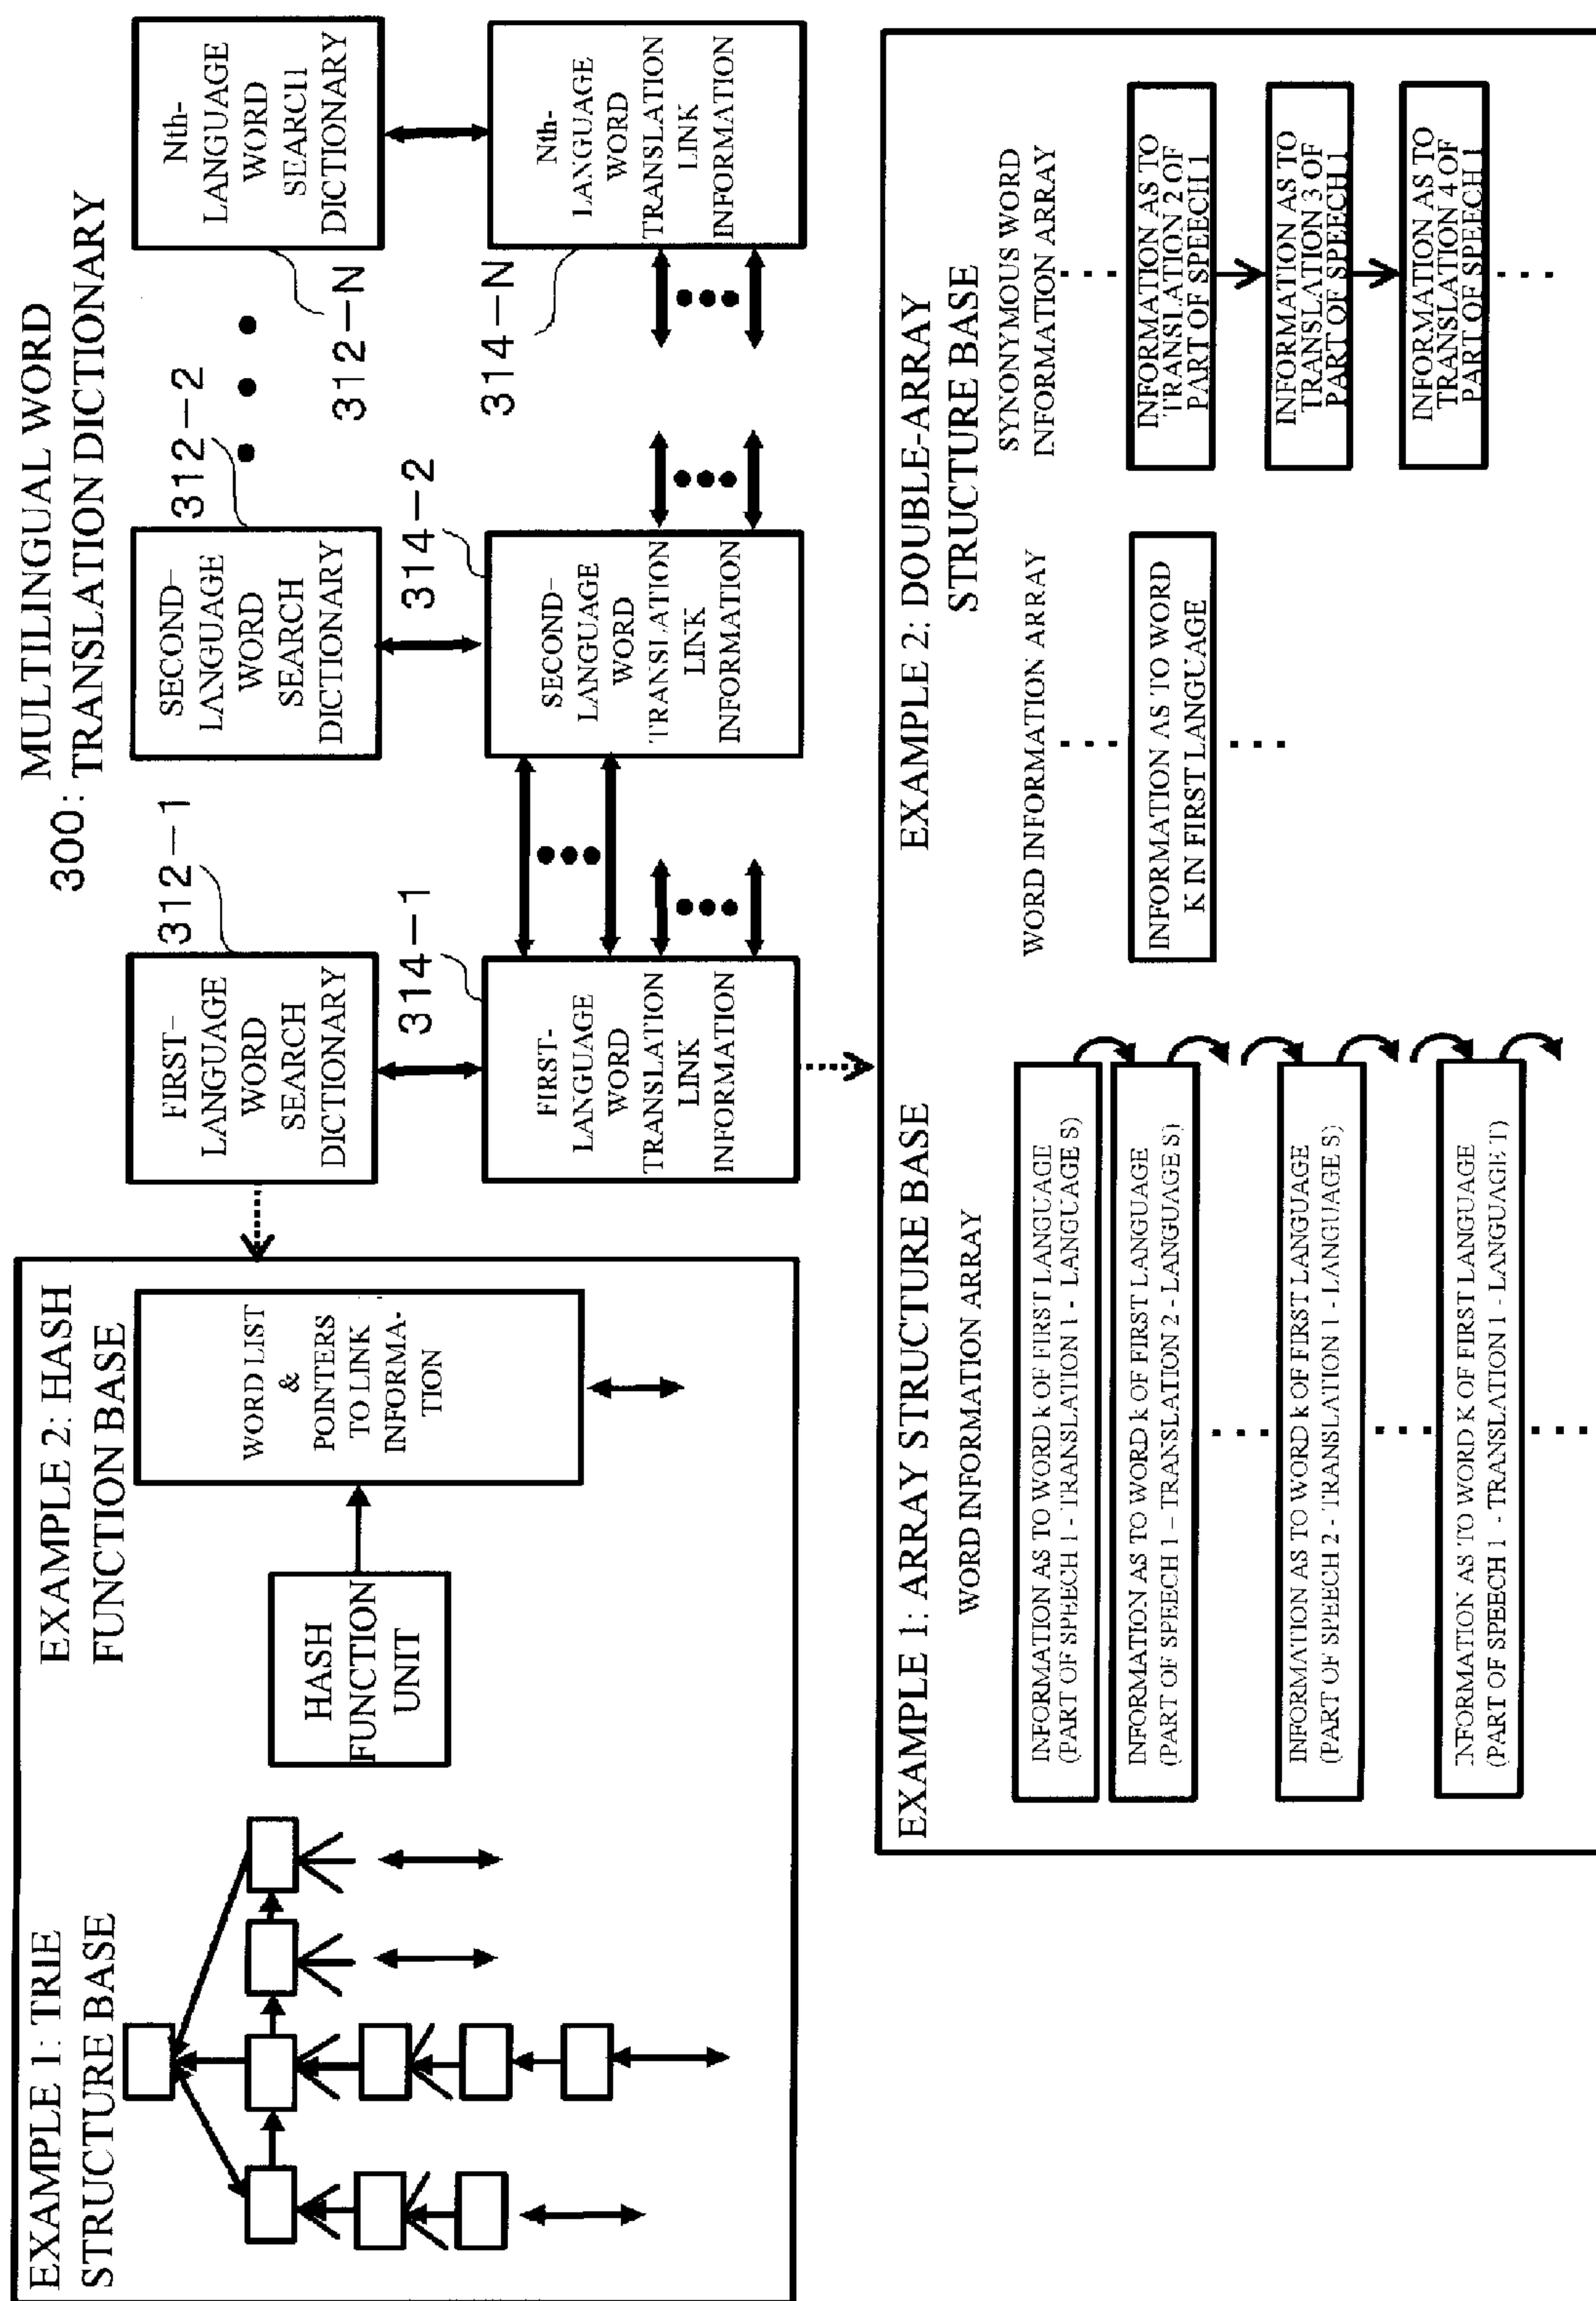 MULTILINGUAL WORD
300: TRANSLATION DICTIONARY
312-1
FIRST-
LANGUAGE
WORD
SEARCH
DICTIONARY
312-2
SECOND-
LANGUAGE
WORD
SEARCH
DICTIONARY
312-N
Nth-
LANGUAGE
WORD
SEARCH1
DICTIONARY
314-1
FIRST-
LANGUAGE
WORD
TRANSLATION
LINK
INFORMATION
314-2
SECOND-
LANGUAGE
WORD
TRANSLATION
LINK
INFORMATION
314-N
Nth-
LANGUAGE
WORD
TRANSLATION
LINK
INFORMATION
EXAMPLE 1: TRIE
STRUCTURE BASE
EXAMPLE 2: HASH
FUNCTION BASE
HASH
FUNCTION
UNIT
WORD LIST
&
POINTERS
TO LINK
INFORMA-
TION
EXAMPLE 1: ARRAY STRUCTURE BASE
WORD INFORMATION ARRAY
INFORMATION AS TO WORD k OF FIRST LANGUAGE
(PART OF SPEECH 1 - TRANSLATION 1 - LANGUAGE S)
INFORMATION AS TO WORD k OF FIRST LANGUAGE
(PART OF SPEECH 1 – TRANSLATION 2 - LANGUAGE S)
INFORMATION AS TO WORD k OF FIRST LANGUAGE
(PART OF SPEECH 2 - TRANSLATION 1 - LANGUAGE S)
INFORMATION AS TO WORD K OF FIRST LANGUAGE
(PART OF SPEECH 1 - TRANSLATION 1 - LANGUAGE T)
EXAMPLE 2: DOUBLE-ARRAY
STRUCTURE BASE
WORD INFORMATION ARRAY
INFORMATION AS TO WORD
K IN FIRST LANGUAGE
SYNONYMOUS WORD
INFORMATION ARRAY
INFORMATION AS TO
TRANSLATION 2 OF
PART OF SPEECH 1
INFORMATION AS TO
TRANSLATION 3 OF
PART OF SPEECH 1
INFORMATION AS TO
TRANSLATION 4 OF
PART OF SPEECH 1